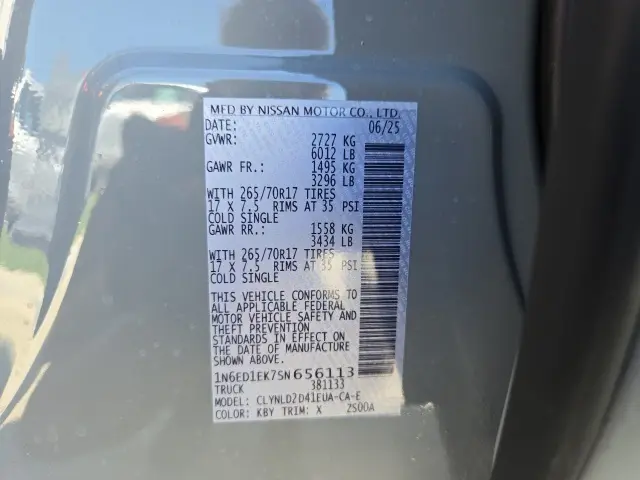 MFD BY NISSAN MOTOR CO., LTD.
DATE: 06/25
GVWR: 2727 KG
6012 LB
GAWR FR.: 1495 KG
3296 LB
WITH 265/70R17 TIRES
17 X 7.5 RIMS AT 35 PSI
COLD SINGLE
GAWR RR.: 1558 KG
3434 LB
WITH 265/70R17 TIRES
17 X 7.5 RIMS AT 35 PSI
COLD SINGLE
THIS VEHICLE CONFORMS TO
ALL APPLICABLE FEDERAL
MOTOR VEHICLE SAFETY AND
THEFT PREVENTION
STANDARDS IN EFFECT ON
THE DATE OF MANUFACTURE
SHOWN ABOVE.
1N6ED1EK7SN656113
TRUCK 381133
MODEL: CLYNLD2D41EUA-CA-E
COLOR: KBY TRIM: X 2S00A